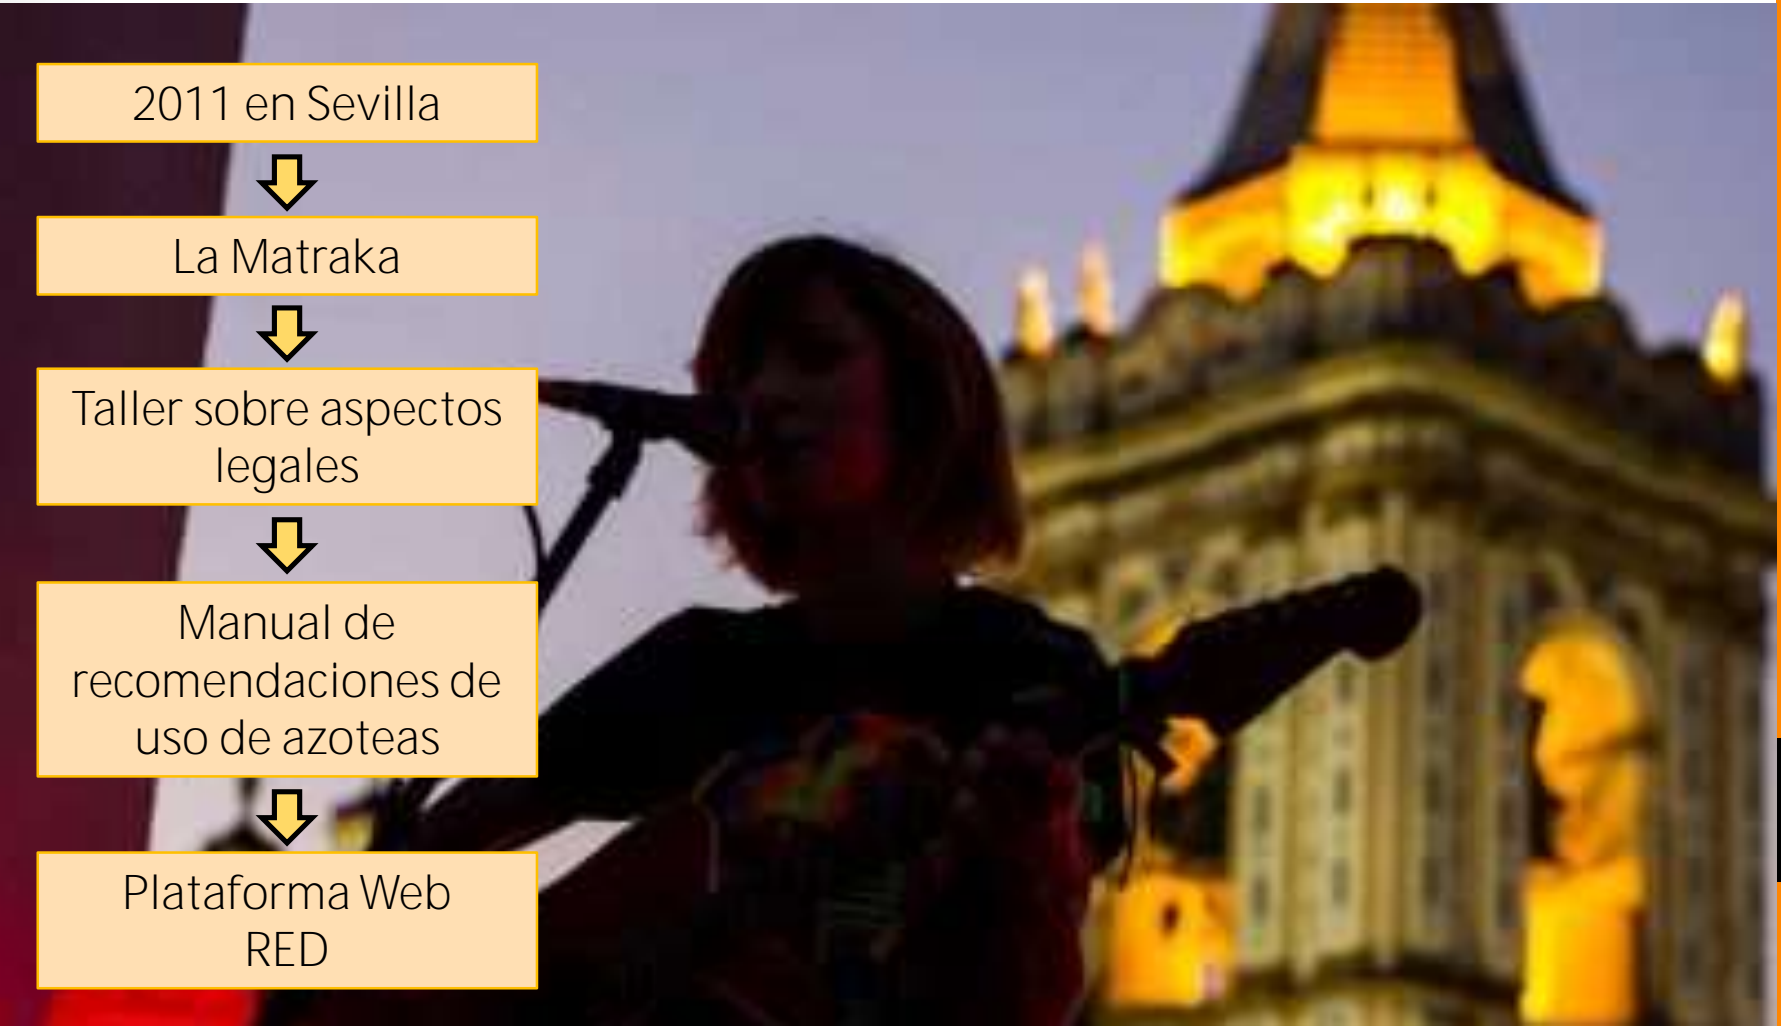 2011 en Sevilla
La Matraka
Taller sobre aspectos
legales
Manual de
recomendaciones de
uso de azoteas
Plataforma Web
RED